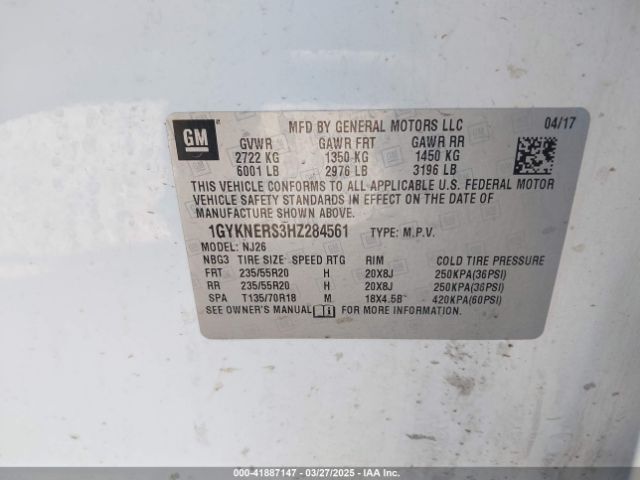 GM
MFD BY GENERAL MOTORS LLC 04/17
GVWR GAWR FRT GAWR RR
2722 KG 1350 KG 1450 KG
6001 LB 2976 LB 3196 LB
THIS VEHICLE CONFORMS TO ALL APPLICABLE U.S. FEDERAL MOTOR
VEHICLE SAFETY STANDARDS IN EFFECT ON THE DATE OF
MANUFACTURE SHOWN ABOVE.
1GYKNERS3HZ284561 TYPE: M.P.V.
MODEL: NJ26
NBG3 TIRE SIZE SPEED RTG RIM COLD TIRE PRESSURE
FRT 235/55R20 H 20X8J 250KPA(36PSI)
RR 235/55R20 H 20X8J 250KPA(36PSI)
SPA T135/70R18 M 18X4.5B 420KPA(60PSI)
SEE OWNER'S MANUAL FOR MORE INFORMATION.
000-41887147 • 03/27/2025 - IAA Inc.